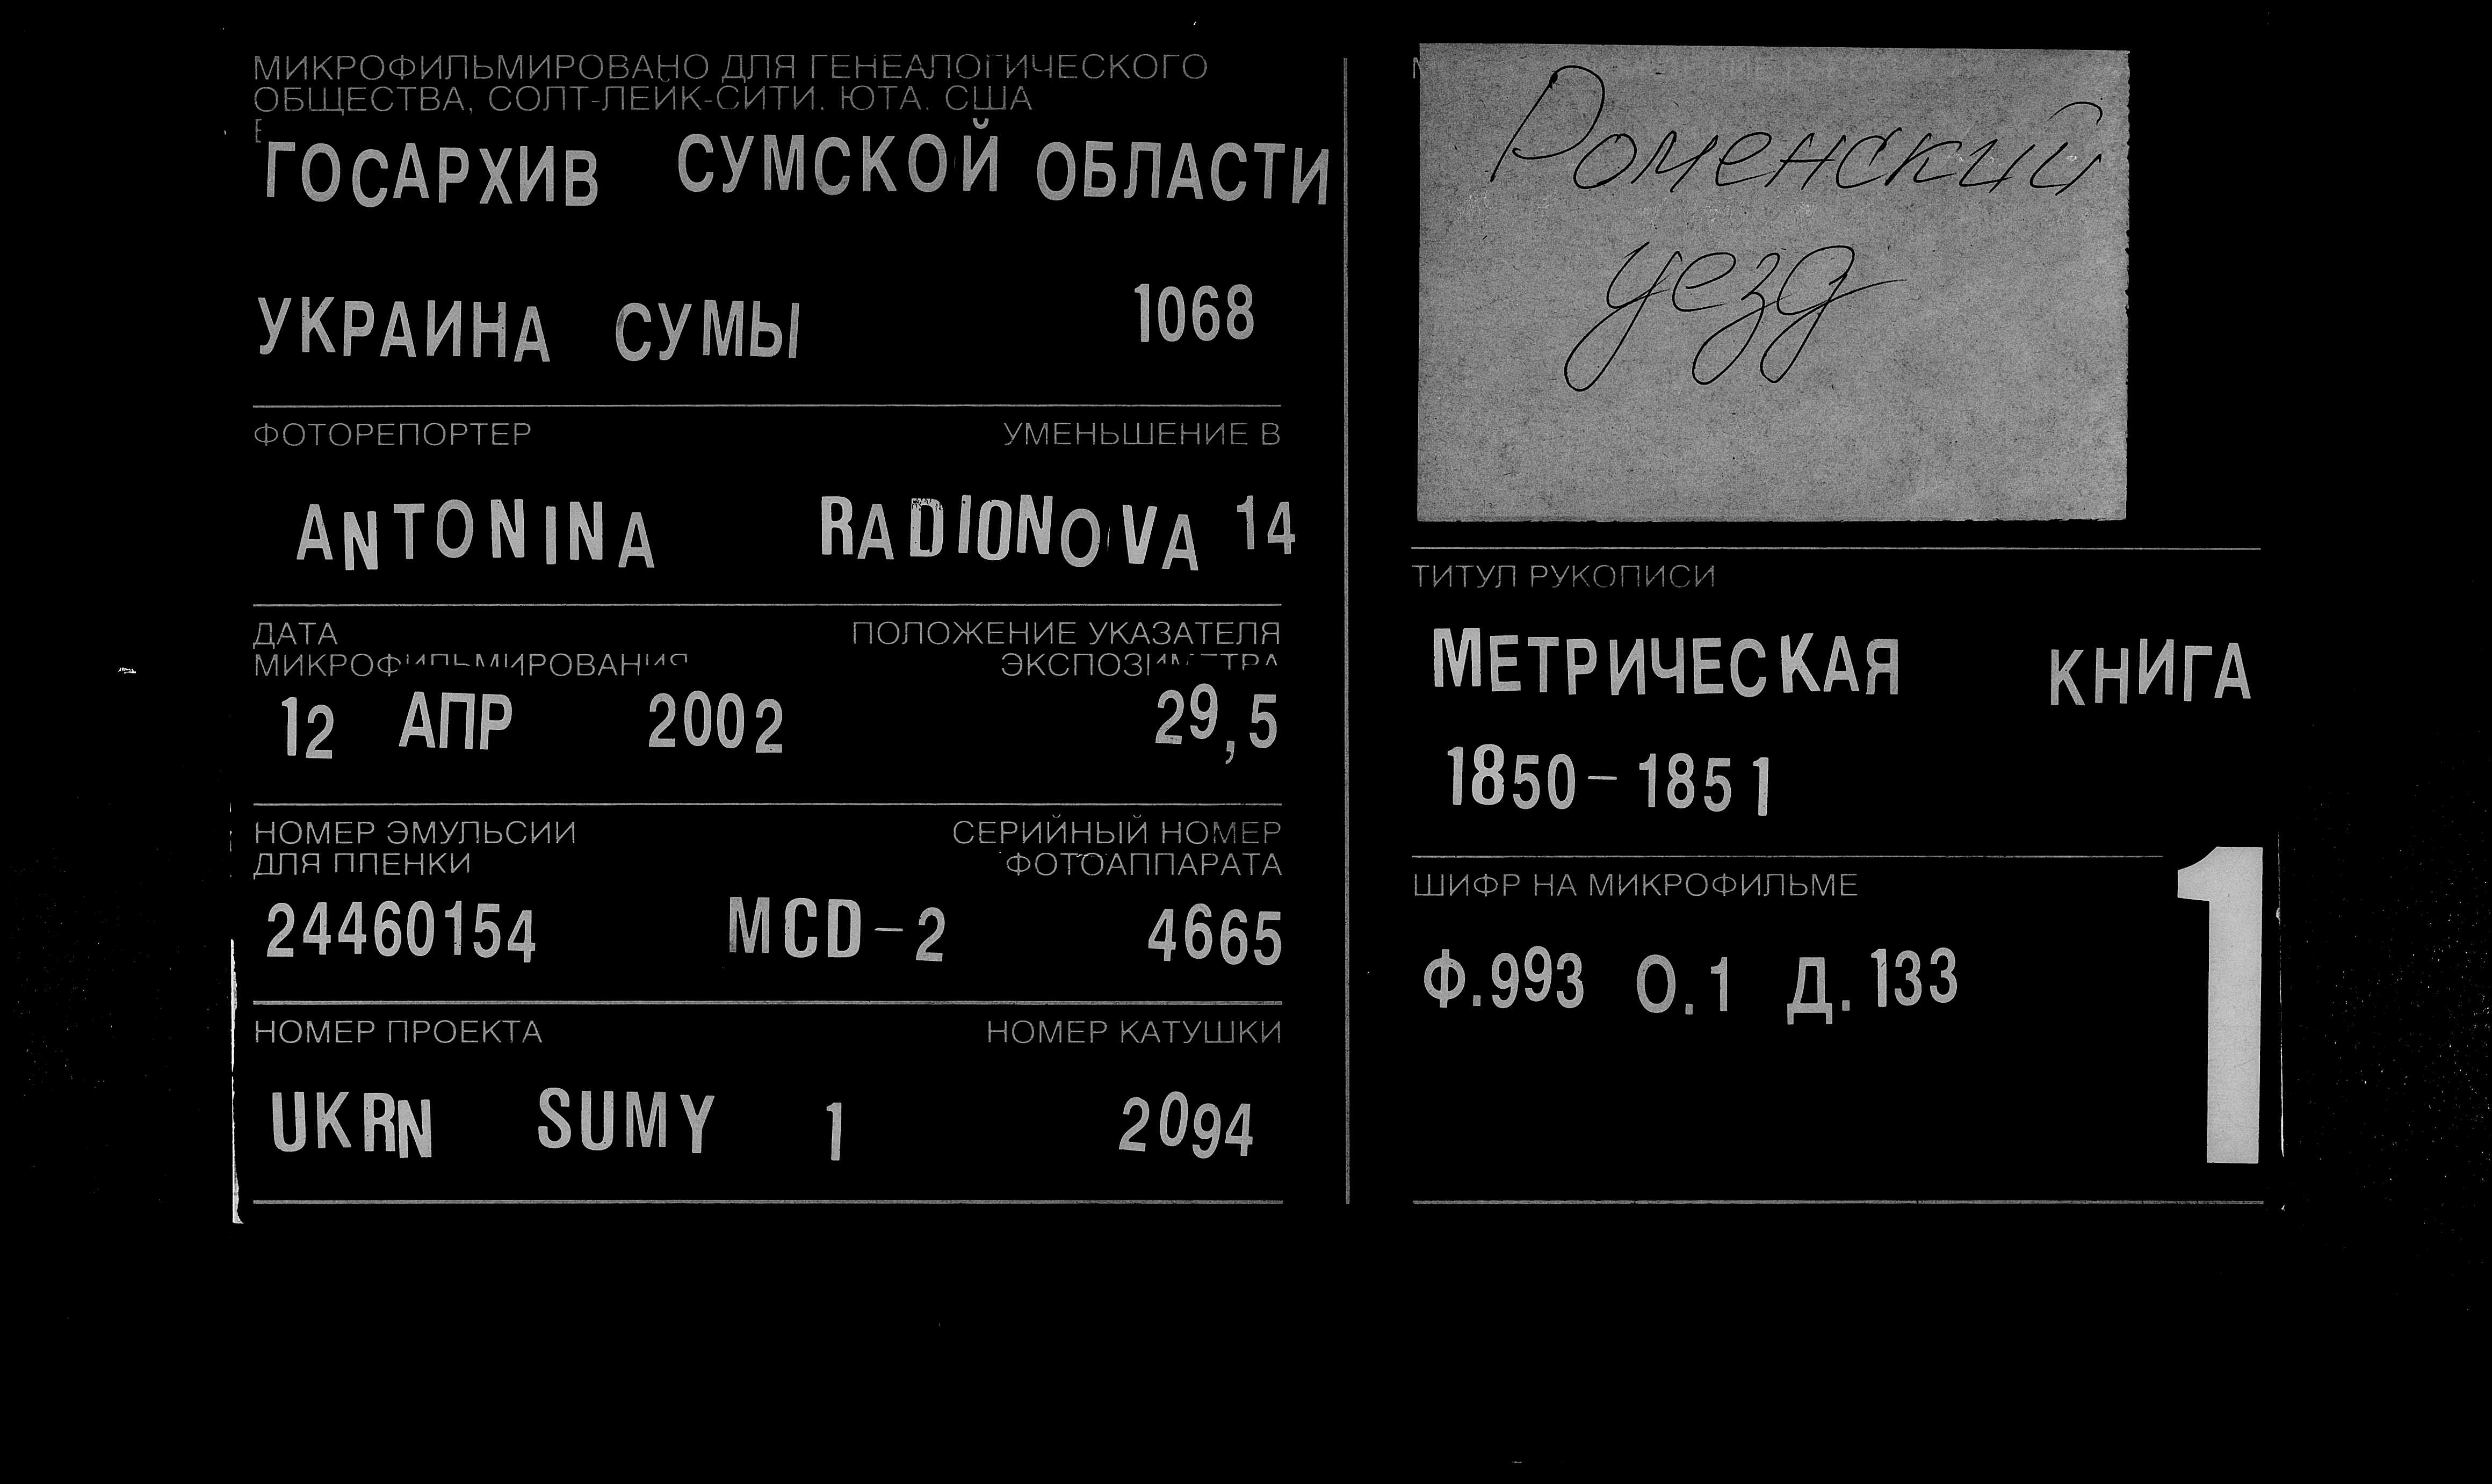 МИКРОФИЛЬМИРОВАНО ДЛЯ ГЕНЕАЛОГИЧЕСКОГО
ОБЩЕСТВА, СОЛТ-ЛЕЙК-СИТИ. ЮТА. США
ГОСАРХИВ СУМСКОЙ ОБЛАСТИ
УКРАИНА СУМЫ 1068
ФОТОРЕПОРТЕР УМЕНЬШЕНИЕ В
ANTONINA RADIONOVA 14
ДАТА ПОЛОЖЕНИЕ УКАЗАТЕЛЯ
МИКРОФИЛЬМИРОВАНИЯ ЭКСПОЗИМЕТРА
12 АПР 2002 29,5
НОМЕР ЭМУЛЬСИИ СЕРИЙНЫЙ НОМЕР
ДЛЯ ПЛЕНКИ ФОТОАППАРАТА
24460154 MCD-2 4665
НОМЕР ПРОЕКТА НОМЕР КАТУШКИ
UKRN SUMY 1 2094
Роменский
уезд
ТИТУЛ РУКОПИСИ
МЕТРИЧЕСКАЯ КНИГА
1850-1851
ШИФР НА МИКРОФИЛЬМЕ
Ф.993 О.1 Д.133
1